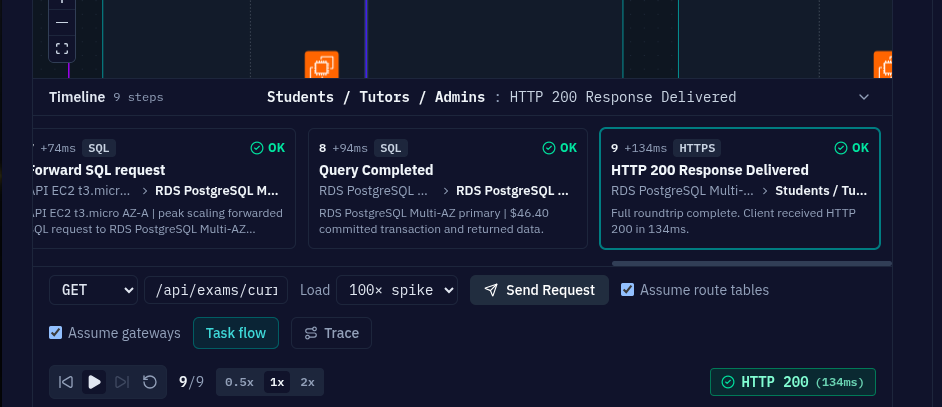 Timeline 9 steps
Students / Tutors / Admins : HTTP 200 Response Delivered
+74ms SQL OK
Forward SQL request
API EC2 t3.micr... > RDS PostgreSQL M...
API EC2 t3.micro AZ-A | peak scaling forwarded
SQL request to RDS PostgreSQL Multi-AZ...
8 +94ms SQL OK
Query Completed
RDS PostgreSQL ... > RDS PostgreSQL ...
RDS PostgreSQL Multi-AZ primary | $46.40
committed transaction and returned data.
9 +134ms HTTPS OK
HTTP 200 Response Delivered
RDS PostgreSQL Multi-... > Students / Tu...
Full roundtrip complete. Client received HTTP
200 in 134ms.
GET /api/exams/curr Load 100× spike Send Request Assume route tables
Assume gateways Task flow Trace
9/9 0.5x 1x 2x HTTP 200 (134ms)